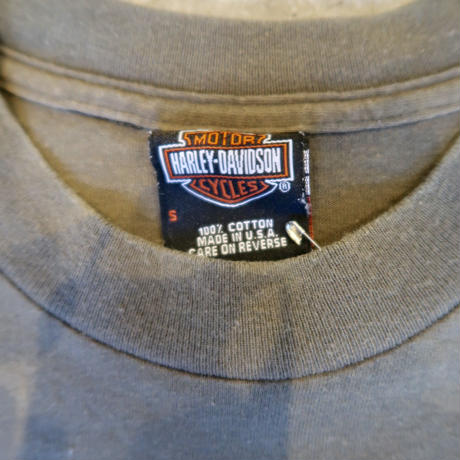 MOTOR
HARLEY-DAVIDSON
CYCLES ®
S
100% COTTON
MADE IN U.S.A.
CARE ON REVERSE